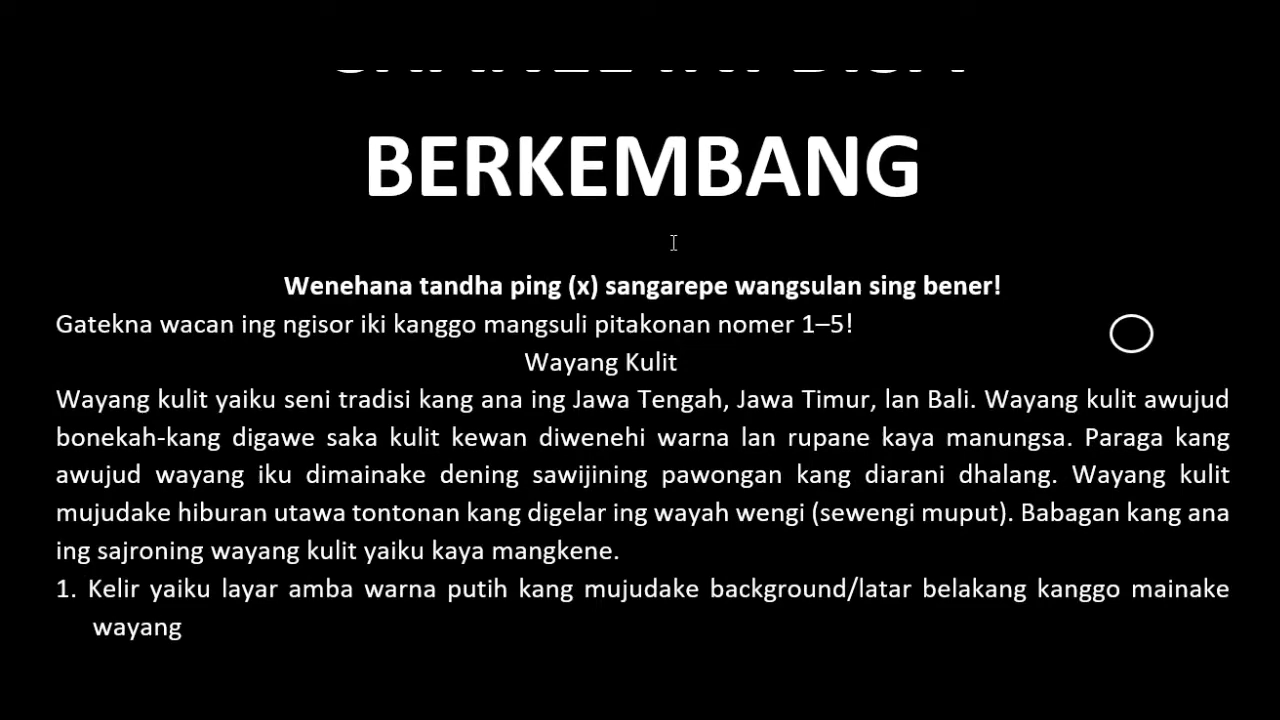 BERKEMBANG
Wenehana tandha ping (x) sangarepe wangsulan sing bener!
Gatekna wacan ing ngisor iki kanggo mangsuli pitakonan nomer 1–5!
Wayang Kulit
Wayang kulit yaiku seni tradisi kang ana ing Jawa Tengah, Jawa Timur, lan Bali. Wayang kulit awujud
bonekah-kang digawe saka kulit kewan diwenehi warna lan rupane kaya manungsa. Paraga kang
awujud wayang iku dimainake dening sawijining pawongan kang diarani dhalang. Wayang kulit
mujudake hiburan utawa tontonan kang digelar ing wayah wengi (sewengi muput). Babagan kang ana
ing sajroning wayang kulit yaiku kaya mangkene.
1. Kelir yaiku layar amba warna putih kang mujudake background/latar belakang kanggo mainake
wayang